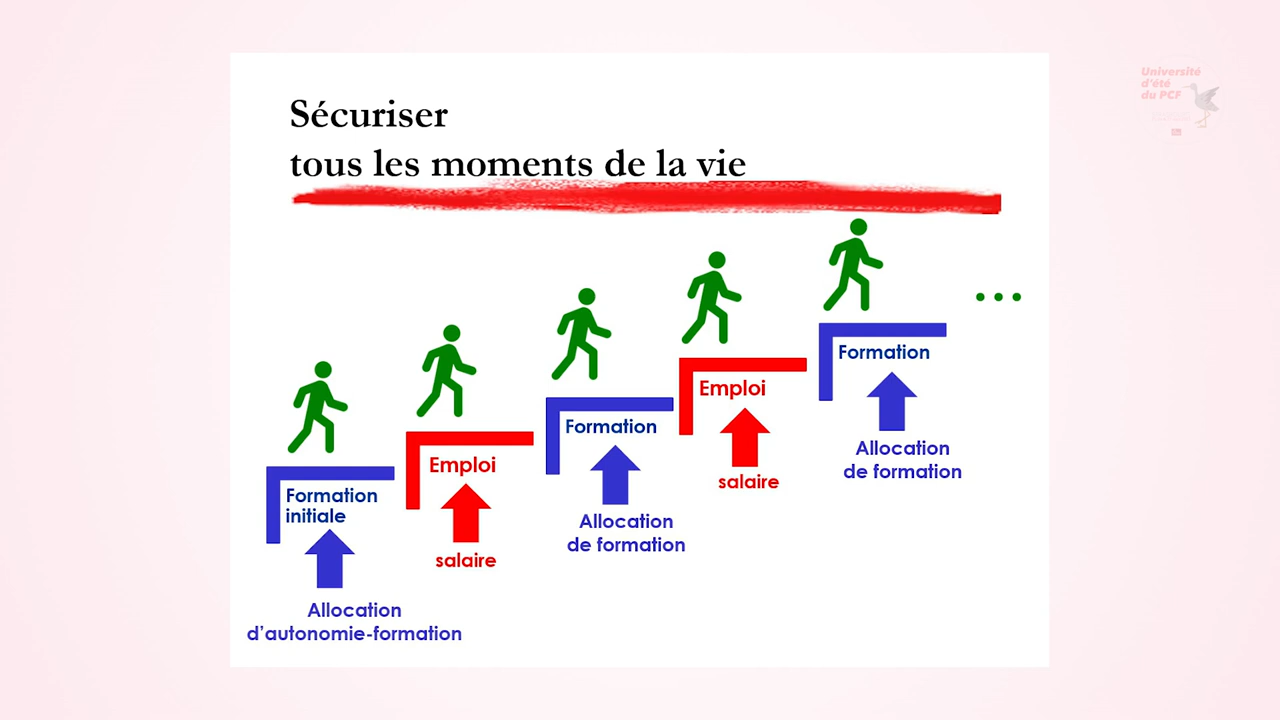 Sécuriser
tous les moments de la vie
Université
d'été
du PCF
Formation
initiale
Allocation
d'autonomie-formation
Emploi
salaire
Formation
Allocation
de formation
Emploi
salaire
Formation
Allocation
de formation
...